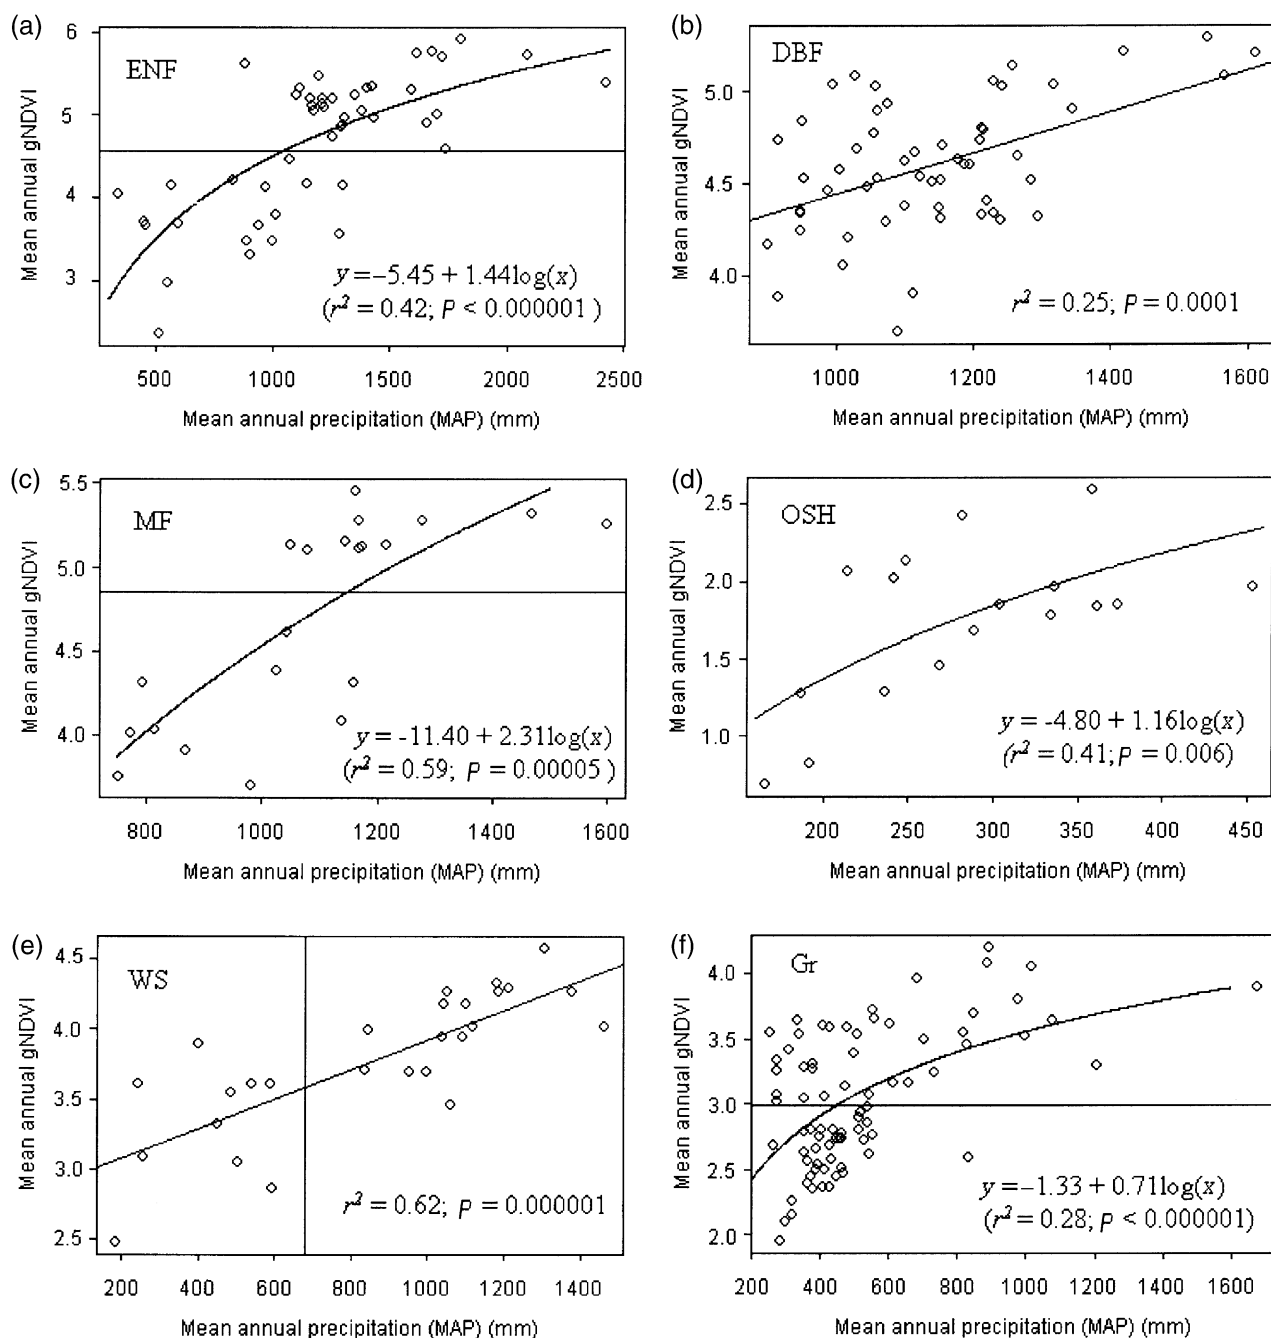 (a)
ENF
Mean annual gNDVI
6
5
4
3
y = –5.45 + 1.44log(x)
(r² = 0.42; P < 0.000001 )
500 1000 1500 2000 2500
Mean annual precipitation (MAP) (mm)
(b)
DBF
Mean annual gNDVI
5.0
4.5
4.0
r² = 0.25; P = 0.0001
1000 1200 1400 1600
Mean annual precipitation (MAP) (mm)
(c)
MF
Mean annual gNDVI
5.5
5.0
4.5
4.0
y = -11.40 + 2.31log(x)
(r² = 0.59; P = 0.00005 )
800 1000 1200 1400 1600
Mean annual precipitation (MAP) (mm)
(d)
OSH
Mean annual gNDVI
2.5
2.0
1.5
1.0
y = -4.80 + 1.16log(x)
(r² = 0.41; P = 0.006)
200 250 300 360 400 450
Mean annual precipitation (MAP) (mm)
(e)
WS
Mean annual gNDVI
4.5
4.0
3.5
3.0
2.5
r² = 0.62; P = 0.000001
200 400 600 800 1000 1200 1400
Mean annual precipitation (MAP) (mm)
(f)
Gr
Mean annual gNDVI
4.0
3.5
3.0
2.5
2.0
y = –1.33 + 0.71log(x)
(r² = 0.28; P < 0.000001)
200 400 600 800 1000 1200 1400 1600
Mean annual precipitation (MAP) (mm)